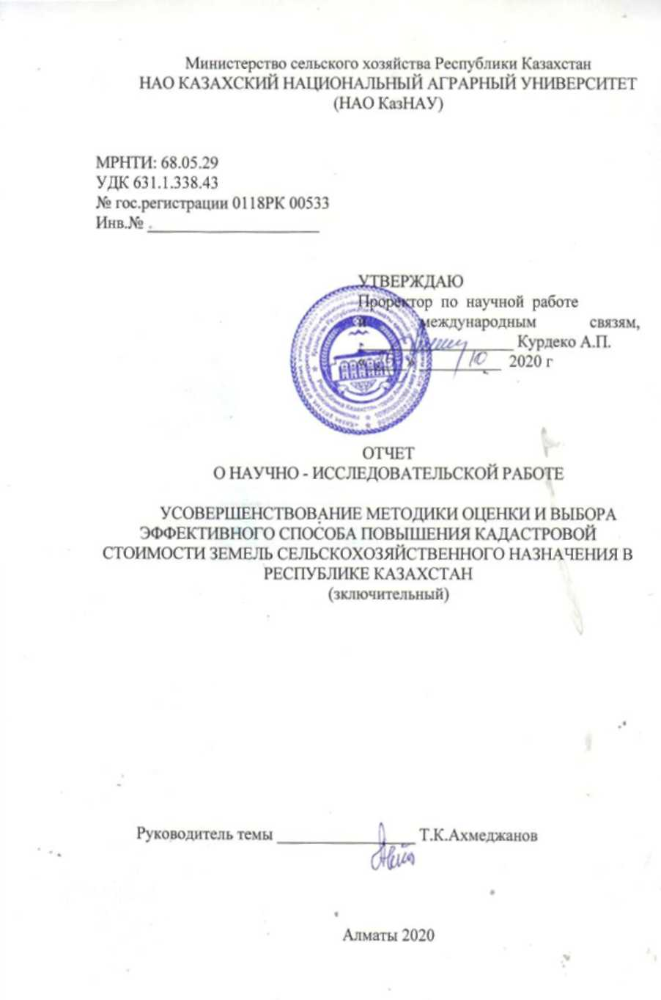 Министерство сельского хозяйства Республики Казахстан
НАО КАЗАХСКИЙ НАЦИОНАЛЬНЫЙ АГРАРНЫЙ УНИВЕРСИТЕТ
(НАО КазНАУ)
МРНТИ: 68.05.29
УДК 631.1.338.43
№ гос.регистрации 0118РК 00533
Инв.№ ____________________
УТВЕРЖДАЮ
Проректор по научной работе
и международным связям,
__________________ Курдеко А.П.
«___» 10 2020 г
ОТЧЕТ
О НАУЧНО - ИССЛЕДОВАТЕЛЬСКОЙ РАБОТЕ
УСОВЕРШЕНСТВОВАНИЕ МЕТОДИКИ ОЦЕНКИ И ВЫБОРА
ЭФФЕКТИВНОГО СПОСОБА ПОВЫШЕНИЯ КАДАСТРОВОЙ
СТОИМОСТИ ЗЕМЕЛЬ СЕЛЬСКОХОЗЯЙСТВЕННОГО НАЗНАЧЕНИЯ В
РЕСПУБЛИКЕ КАЗАХСТАН
(зключительный)
Руководитель темы ________________ Т.К.Ахмеджанов
Алматы 2020